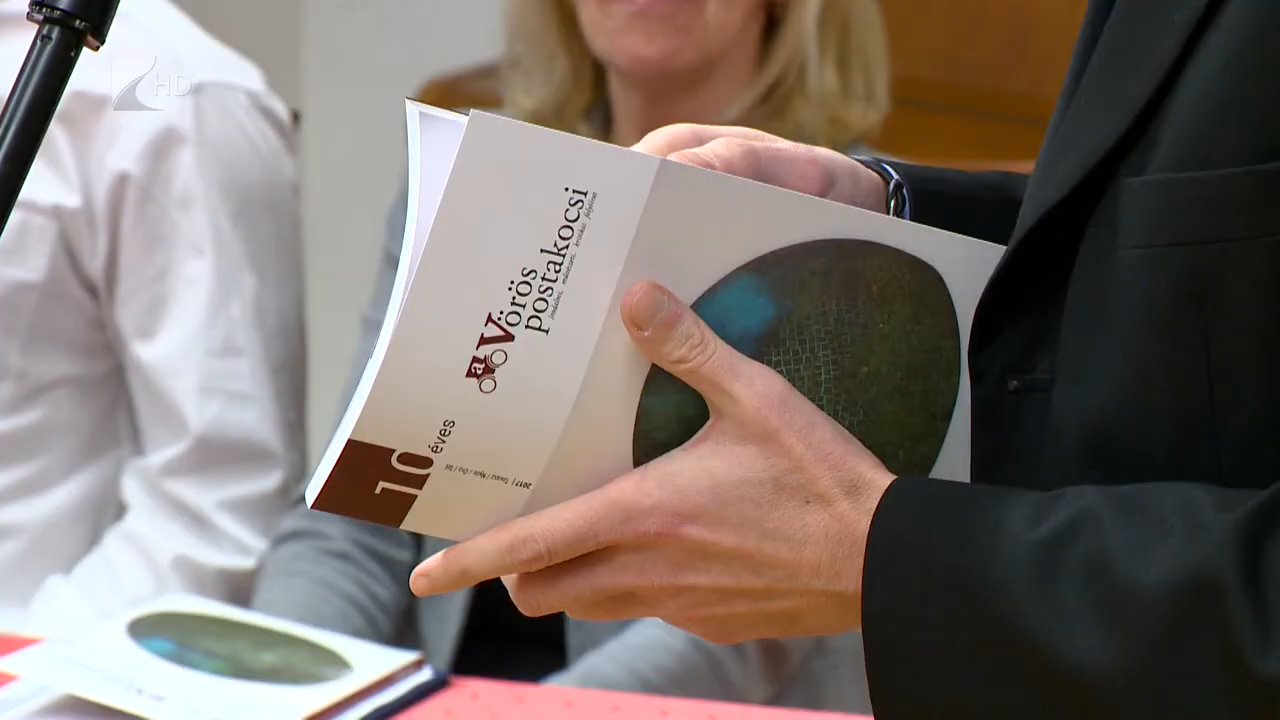 HD
a Vörös
postakocsi
irodalmi, művészeti, kritikai folyóirat
10 éves
2017 / Tavasz / Nyár / Ősz / Tél